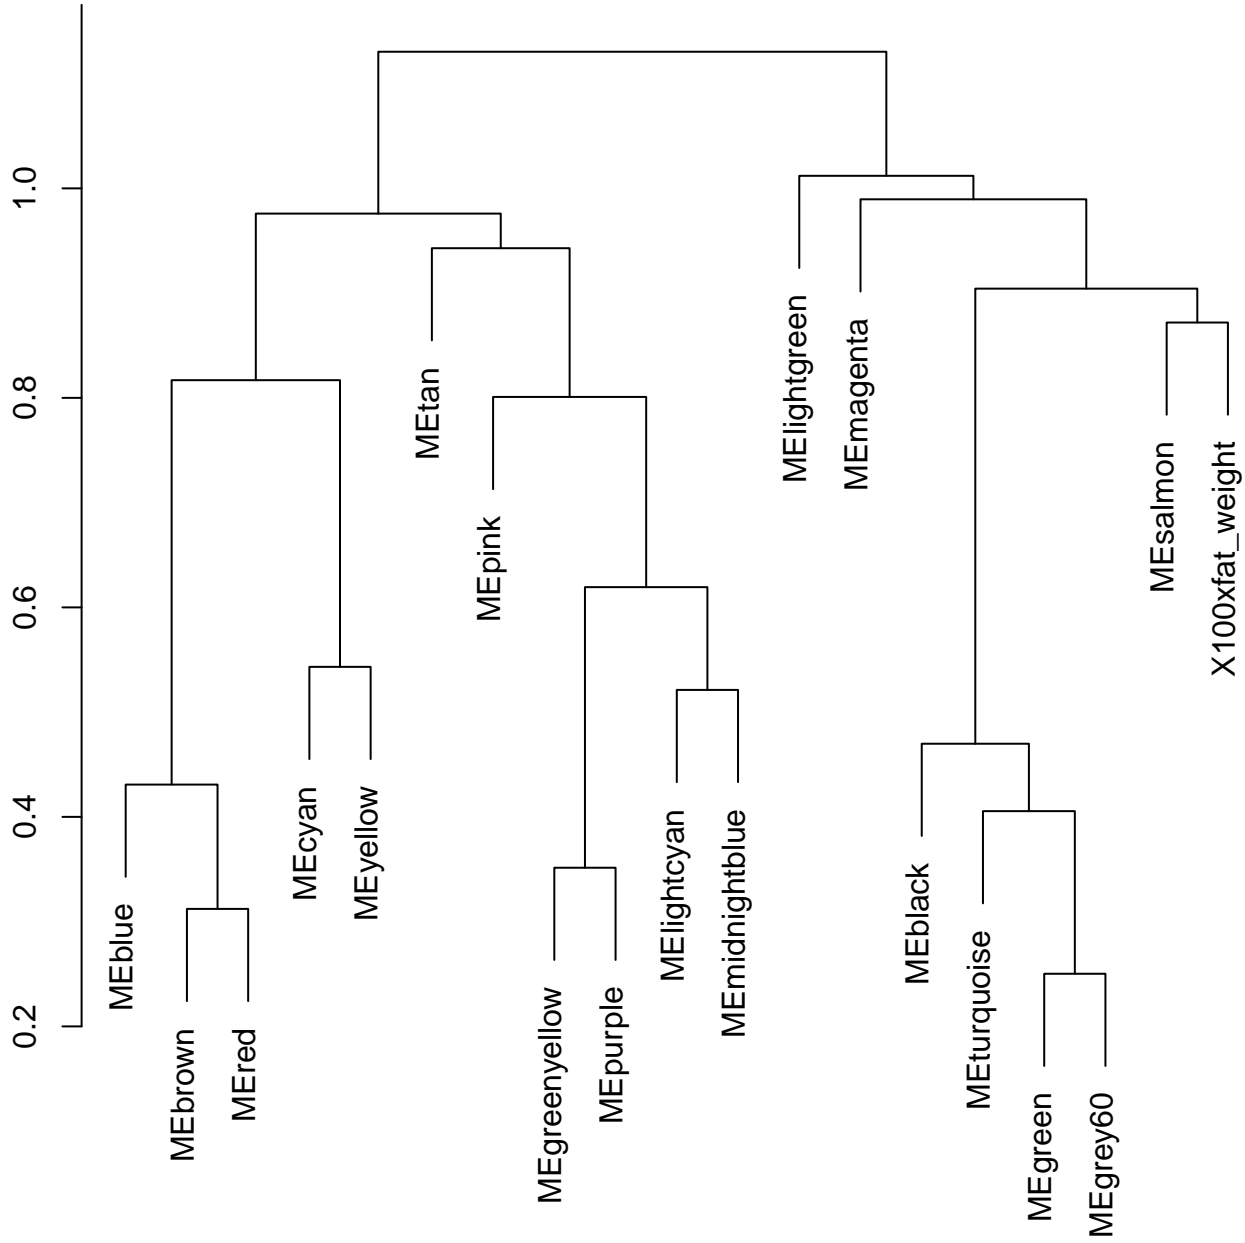 1.0
0.8
0.6
0.4
0.2
MEblue
MEbrown
MEred
MEcyan
MEyellow
MEtan
MEpink
MEgreenyellow
MEpurple
MElightcyan
MEmidnightblue
MElightgreen
MEmagenta
MEblack
MEturquoise
MEgreen
MEgrey60
MEsalmon
X100xfat_weight